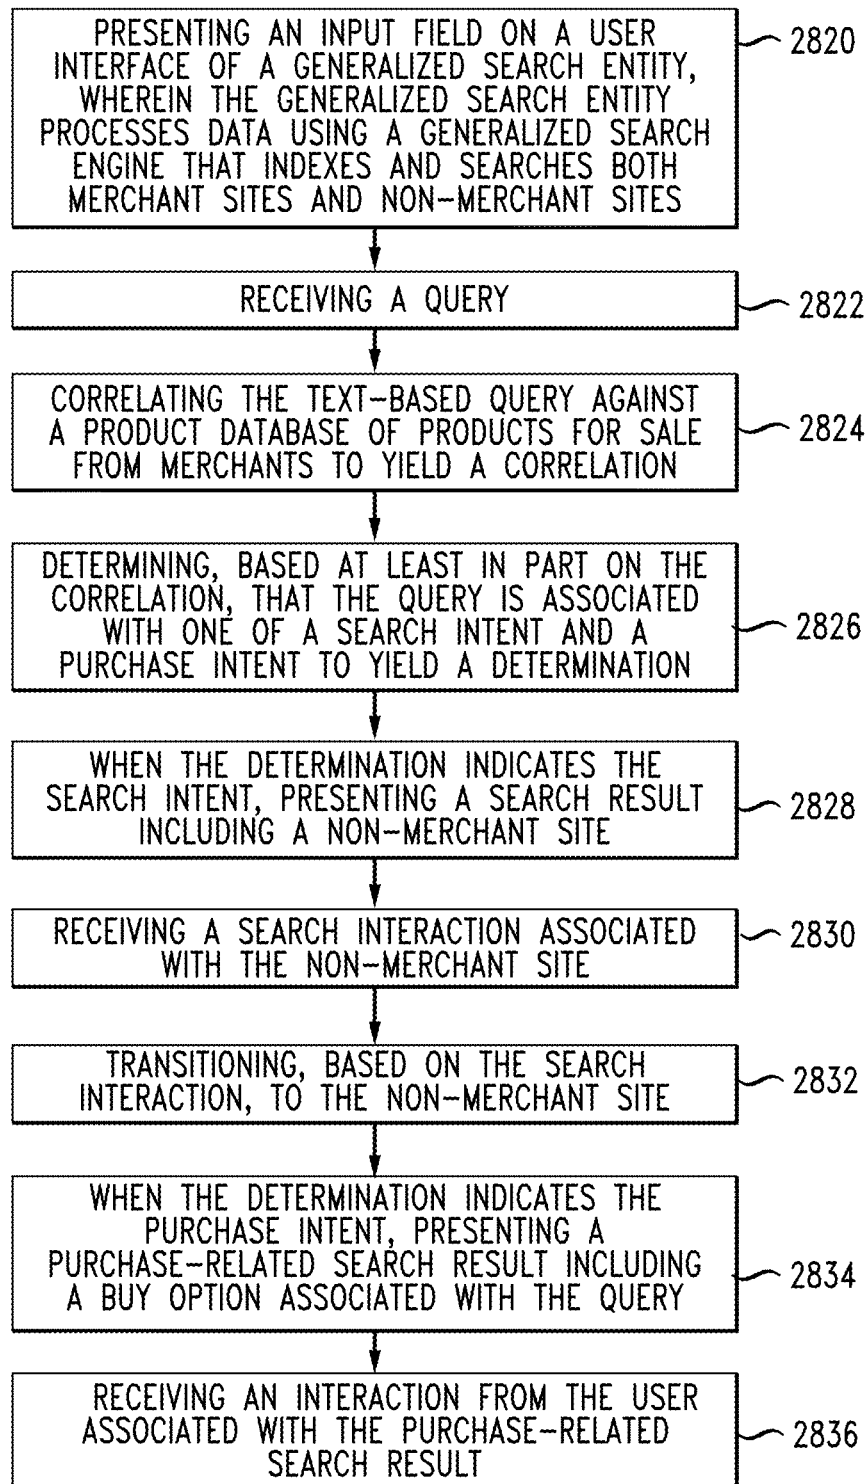 PRESENTING AN INPUT FIELD ON A USER
INTERFACE OF A GENERALIZED SEARCH ENTITY,
WHEREIN THE GENERALIZED SEARCH ENTITY
PROCESSES DATA USING A GENERALIZED SEARCH
ENGINE THAT INDEXES AND SEARCHES BOTH
MERCHANT SITES AND NON-MERCHANT SITES
2820
RECEIVING A QUERY
2822
CORRELATING THE TEXT-BASED QUERY AGAINST
A PRODUCT DATABASE OF PRODUCTS FOR SALE
FROM MERCHANTS TO YIELD A CORRELATION
2824
DETERMINING, BASED AT LEAST IN PART ON THE
CORRELATION, THAT THE QUERY IS ASSOCIATED
WITH ONE OF A SEARCH INTENT AND A
PURCHASE INTENT TO YIELD A DETERMINATION
2826
WHEN THE DETERMINATION INDICATES THE
SEARCH INTENT, PRESENTING A SEARCH RESULT
INCLUDING A NON-MERCHANT SITE
2828
RECEIVING A SEARCH INTERACTION ASSOCIATED
WITH THE NON-MERCHANT SITE
2830
TRANSITIONING, BASED ON THE SEARCH
INTERACTION, TO THE NON-MERCHANT SITE
2832
WHEN THE DETERMINATION INDICATES THE
PURCHASE INTENT, PRESENTING A
PURCHASE-RELATED SEARCH RESULT INCLUDING
A BUY OPTION ASSOCIATED WITH THE QUERY
2834
RECEIVING AN INTERACTION FROM THE USER
ASSOCIATED WITH THE PURCHASE-RELATED
SEARCH RESULT
2836